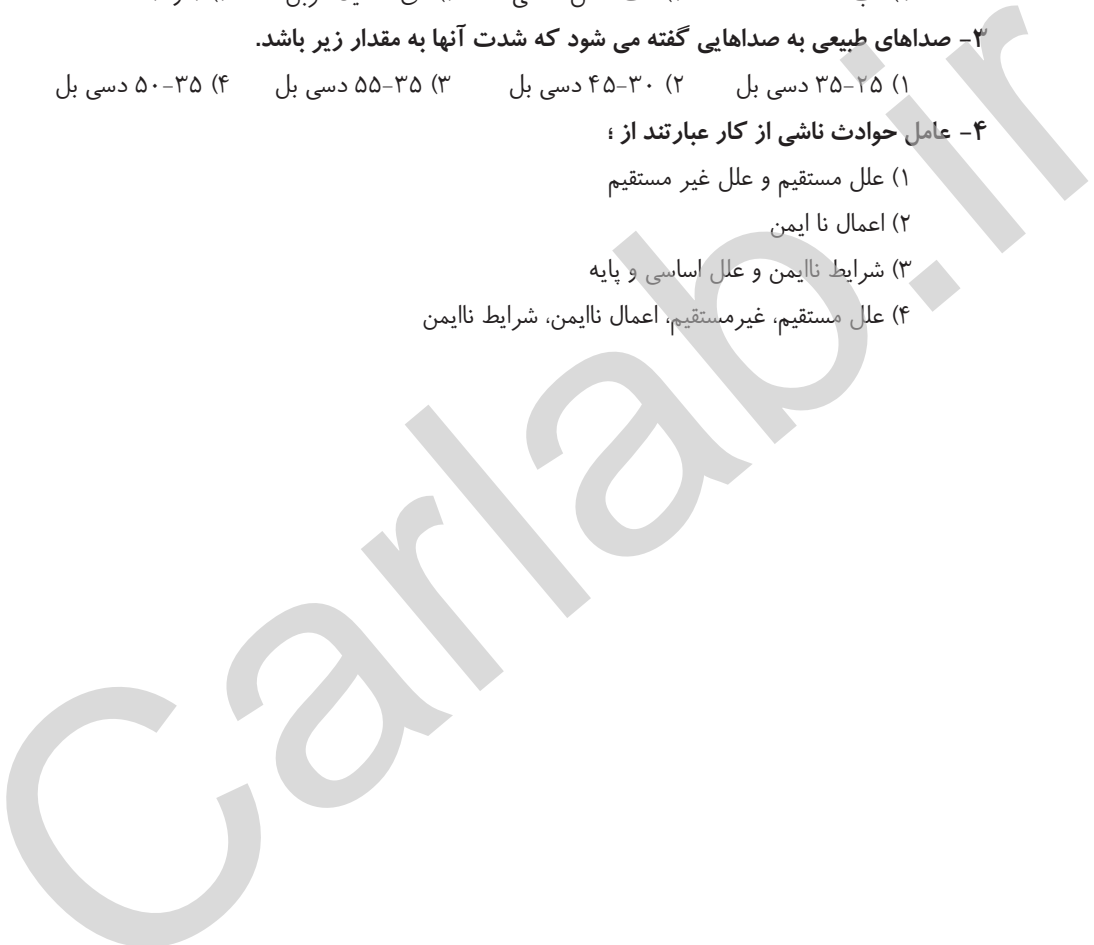 ۳- صداهای طبیعی به صداهایی گفته می شود که شدت آنها به مقدار زیر باشد.
۱) ۲۵-۳۵ دسی بل ۲) ۳۰-۴۵ دسی بل ۳) ۳۵-۵۵ دسی بل ۴) ۳۵-۵۰ دسی بل
۴- عامل حوادث ناشی از کار عبارتند از ؛
۱) علل مستقیم و علل غیر مستقیم
۲) اعمال نا ایمن
۳) شرایط ناایمن و علل اساسی و پایه
۴) علل مستقیم، غیرمستقیم، اعمال ناایمن، شرایط ناایمن
Carlab.ir